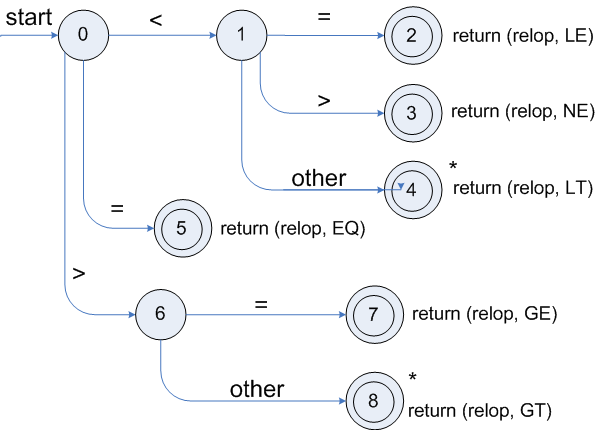 start
0
<
1
=
2
return (relop, LE)
>
3
return (relop, NE)
other
4
*
return (relop, LT)
=
5
return (relop, EQ)
>
6
=
7
return (relop, GE)
other
8
*
return (relop, GT)